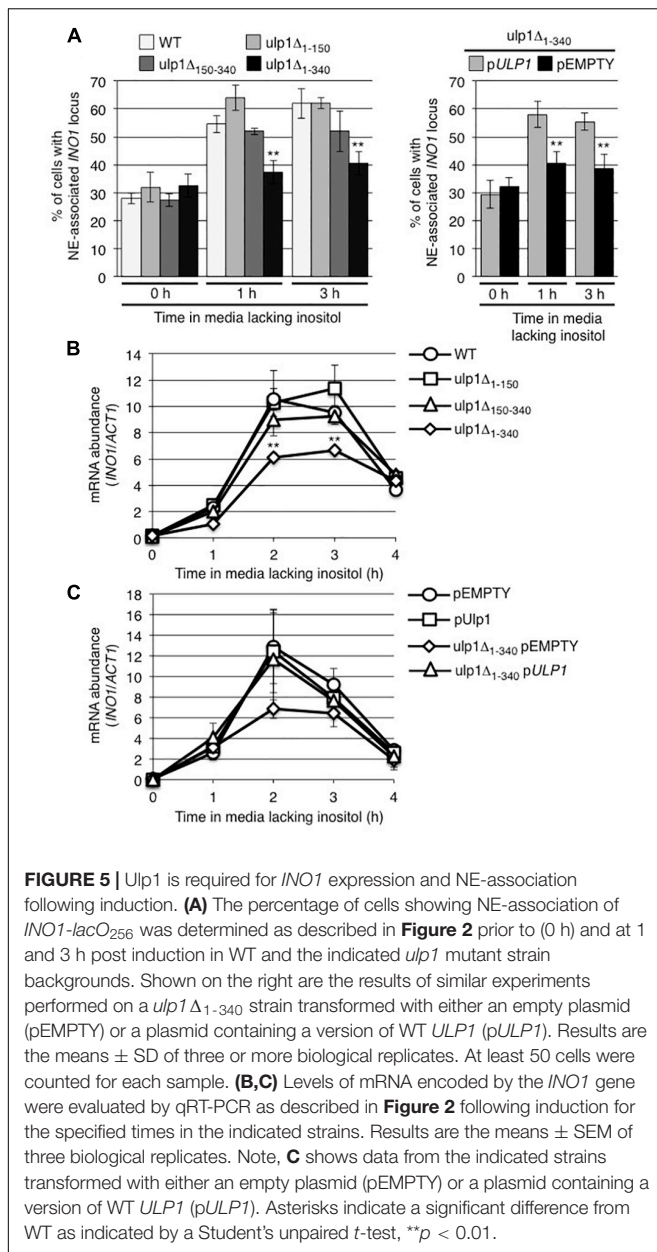 A
WT
ulp1Δ1-150
ulp1Δ150-340
ulp1Δ1-340
% of cells with
NE-associated INO1 locus
70
60
50
40
30
20
10
0
**
**
0 h
1 h
3 h
Time in media lacking inositol
ulp1Δ1-340
pULP1
pEMPTY
% of cells with
NE-associated INO1 locus
70
60
50
40
30
20
10
0
**
**
0 h
1 h
3 h
Time in media
lacking inositol
B
mRNA abundance
(INO1/ACT1)
14
12
10
8
6
4
2
0
**
**
0
1
2
3
4
Time in media lacking inositol (h)
WT
ulp1Δ1-150
ulp1Δ150-340
ulp1Δ1-340
C
mRNA abundance
(INO1/ACT1)
18
16
14
12
10
8
6
4
2
0
0
1
2
3
4
Time in media lacking inositol (h)
pEMPTY
pUlp1
ulp1Δ1-340 pEMPTY
ulp1Δ1-340 pULP1
FIGURE 5 | Ulp1 is required for INO1 expression and NE-association
following induction. (A) The percentage of cells showing NE-association of
INO1-lacO256 was determined as described in Figure 2 prior to (0 h) and at 1
and 3 h post induction in WT and the indicated ulp1 mutant strain
backgrounds. Shown on the right are the results of similar experiments
performed on a ulp1Δ1-340 strain transformed with either an empty plasmid
(pEMPTY) or a plasmid containing a version of WT ULP1 (pULP1). Results are
the means ± SD of three or more biological replicates. At least 50 cells were
counted for each sample. (B,C) Levels of mRNA encoded by the INO1 gene
were evaluated by qRT-PCR as described in Figure 2 following induction for
the specified times in the indicated strains. Results are the means ± SEM of
three biological replicates. Note, C shows data from the indicated strains
transformed with either an empty plasmid (pEMPTY) or a plasmid containing a
version of WT ULP1 (pULP1). Asterisks indicate a significant difference from
WT as indicated by a Student's unpaired t-test, **p < 0.01.